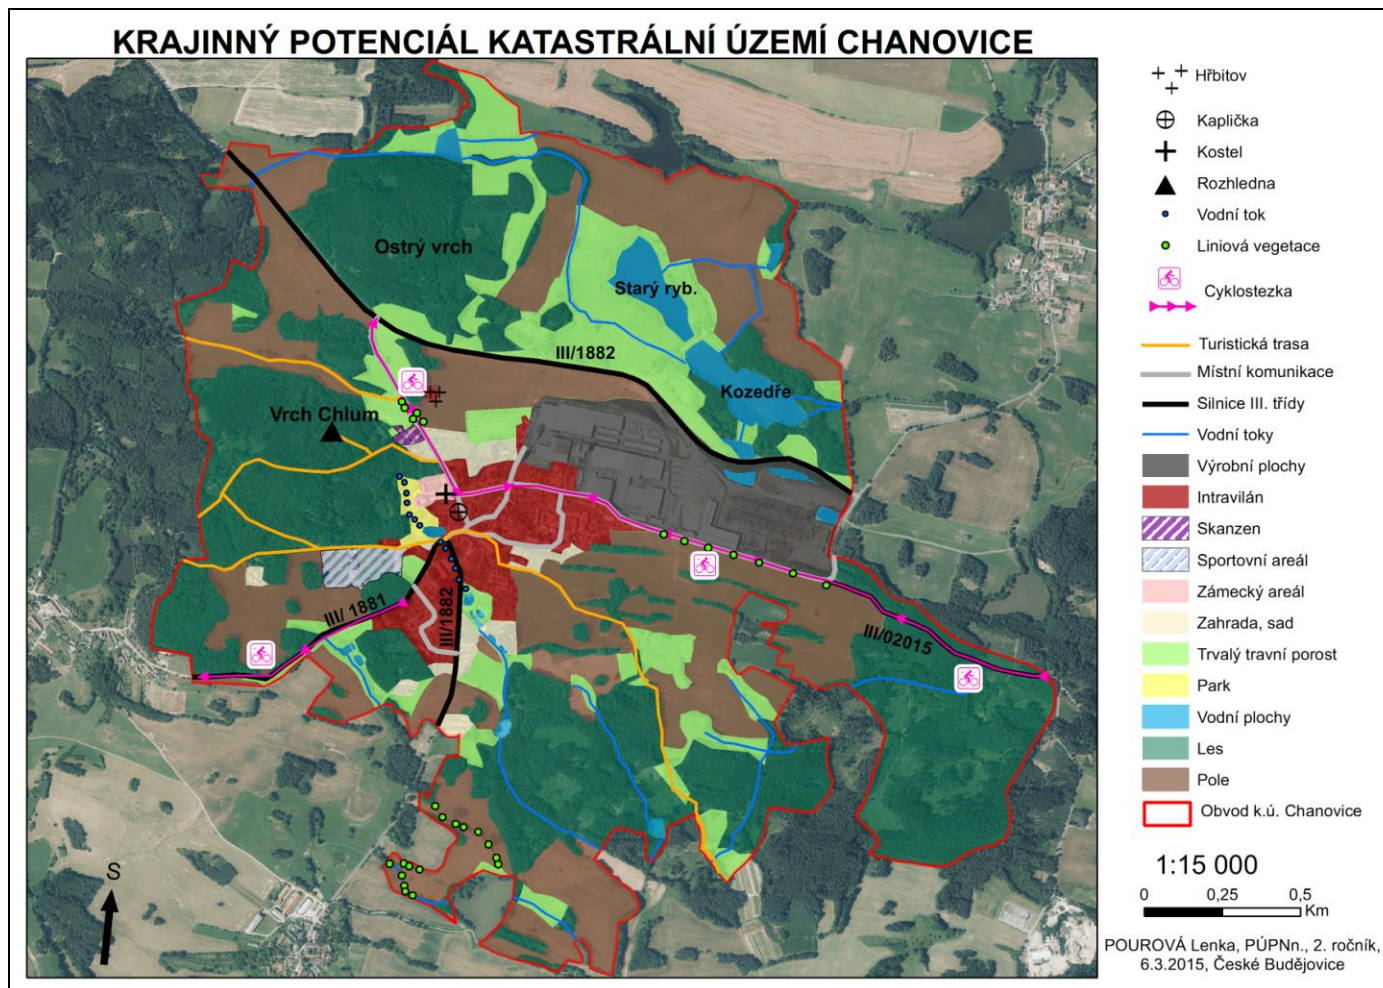 KRAJINNÝ POTENCIÁL KATASTRÁLNÍ ÚZEMÍ CHANOVICE
Ostrý vrch
Starý ryb.
III/1882
Kozedře
Vrch Chlum
III/ 1881
III/1882
III/02015
S
Hřbitov
Kaplička
Kostel
Rozhledna
Vodní tok
Liniová vegetace
Cyklostezka
Turistická trasa
Místní komunikace
Silnice III. třídy
Vodní toky
Výrobní plochy
Intravilán
Skanzen
Sportovní areál
Zámecký areál
Zahrada, sad
Trvalý travní porost
Park
Vodní plochy
Les
Pole
Obvod k.ú. Chanovice
1:15 000
0 0,25 0,5
Km
POUROVÁ Lenka, PÚPNn., 2. ročník,
6.3.2015, České Budějovice